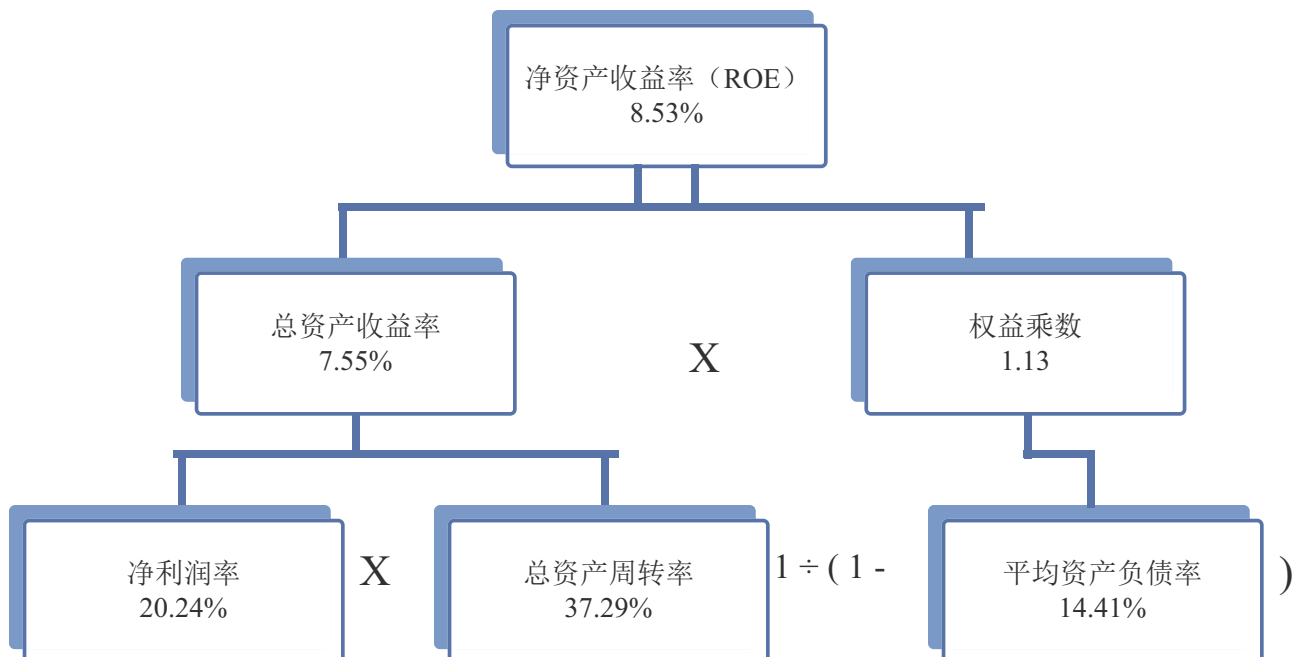 净资产收益率（ROE）
8.53%
总资产收益率
7.55%
X
权益乘数
1.13
净利润率
20.24%
X
总资产周转率
37.29%
1 ÷ ( 1 -
平均资产负债率
14.41%
)